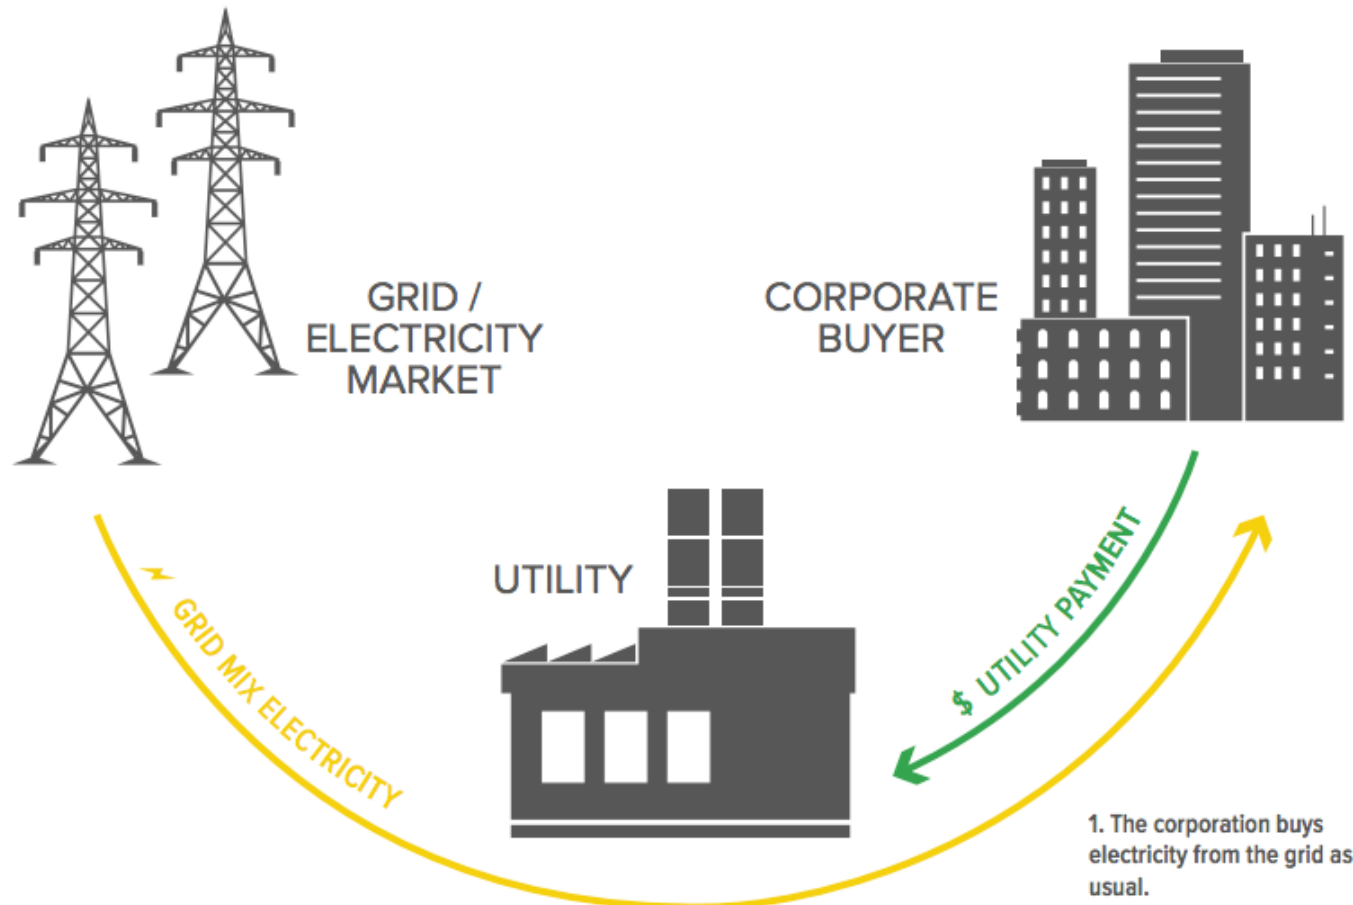 GRID /
ELECTRICITY
MARKET
CORPORATE
BUYER
UTILITY
GRID MIX ELECTRICITY
$ UTILITY PAYMENT
1. The corporation buys
electricity from the grid as
usual.